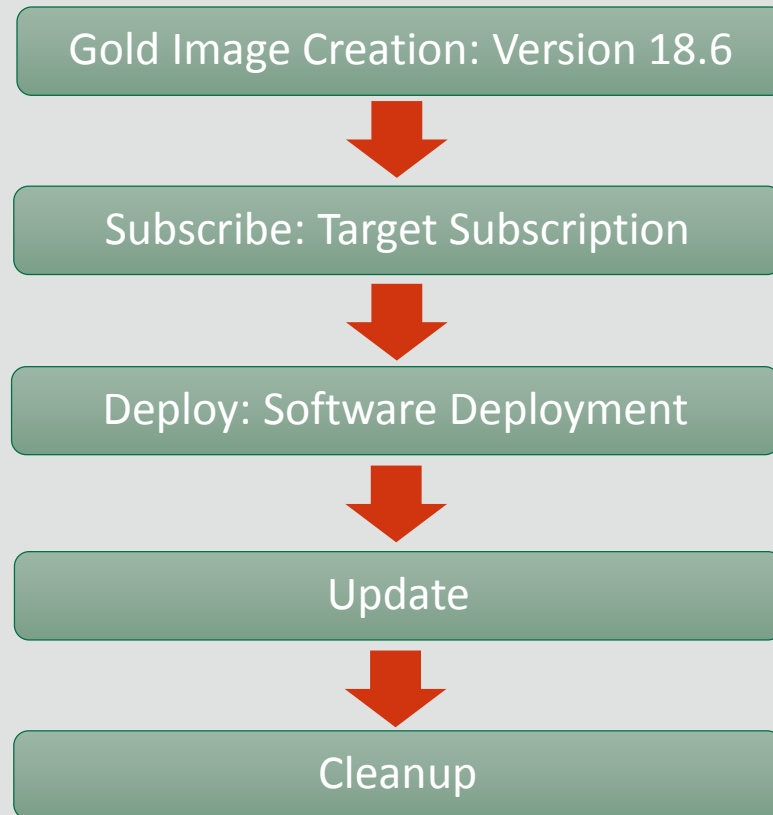 Gold Image Creation: Version 18.6
Subscribe: Target Subscription
Deploy: Software Deployment
Update
Cleanup